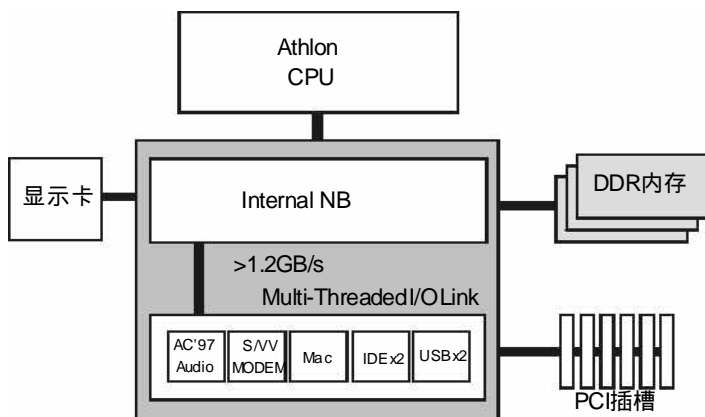 Athlon
CPU
显示卡
Internal NB
DDR内存
>1.2GB/s
Multi-ThreadedI/OLink
AC'97
Audio
S/VV
MODEM
Mac
IDEx2
USBx2
PCI插槽